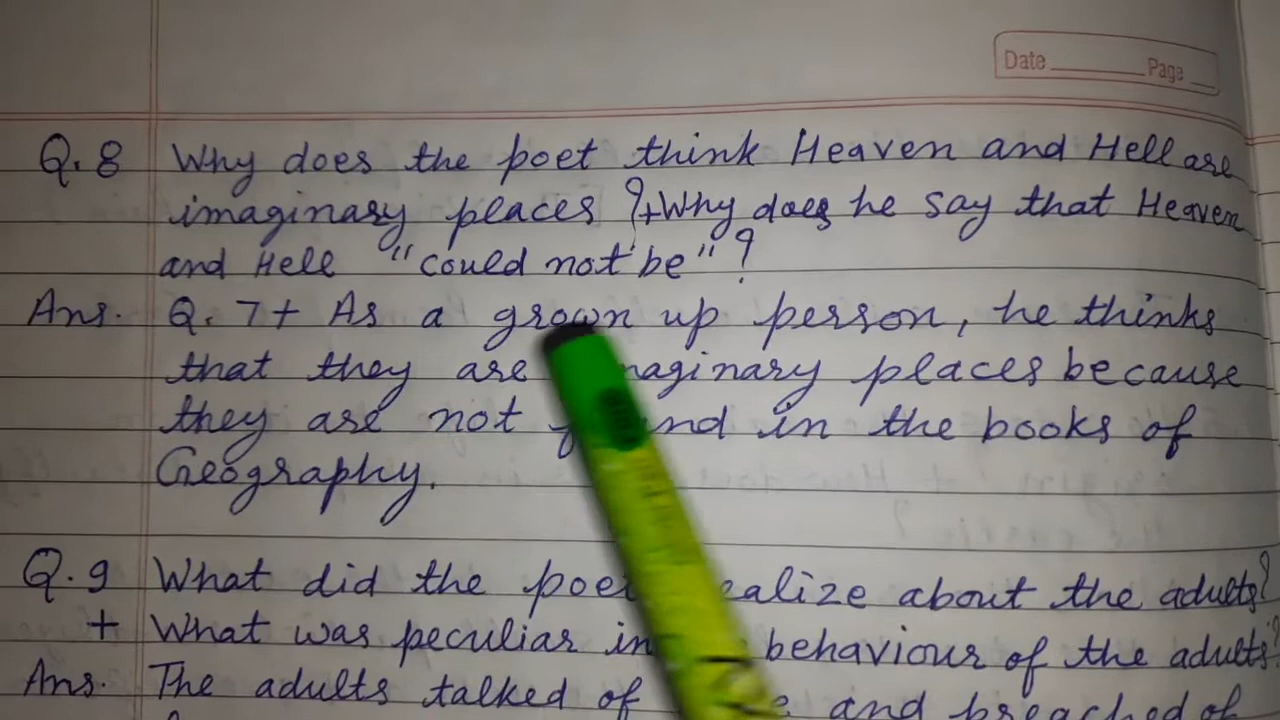 Date Page
Q. 8 Why does the poet think Heaven and Hell are
imaginary places ? + Why does he say that Heaven
and Hell "could not be" ?
Ans. Q. 7 + As a grown up person, he thinks
that they are places because
they are not in the books of
Geography.
Q. 9 What did the about the adults?
+ What was peculiar in behaviour of the adults?
Ans. The adults talked of and of